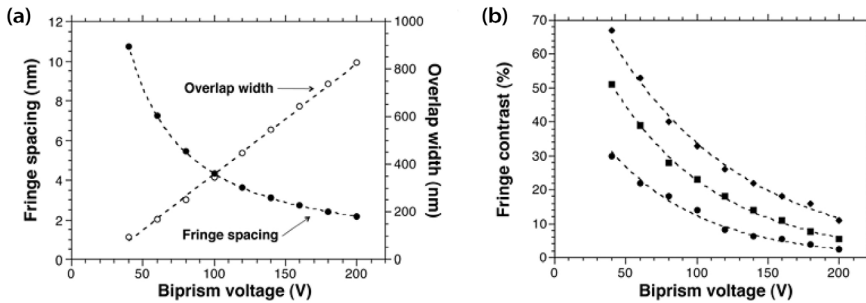 (a)
12
10
8
6
4
2
0
Fringe spacing (nm)
1000
800
600
400
200
0
Overlap width (nm)
Overlap width
Fringe spacing
0 50 100 150 200
Biprism voltage (V)
(b)
70
60
50
40
30
20
10
0
Fringe contrast (%)
0 50 100 150 200
Biprism voltage (V)